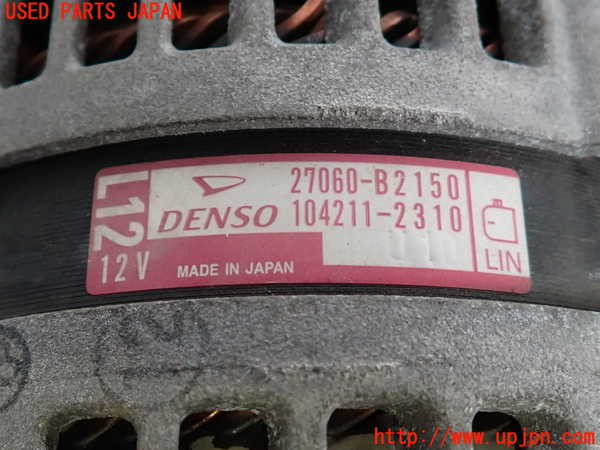 USED PARTS JAPAN
L12
12V
27060-B2150
DENSO 104211-2310
MADE IN JAPAN
LIN
http://www.upjpn.com/